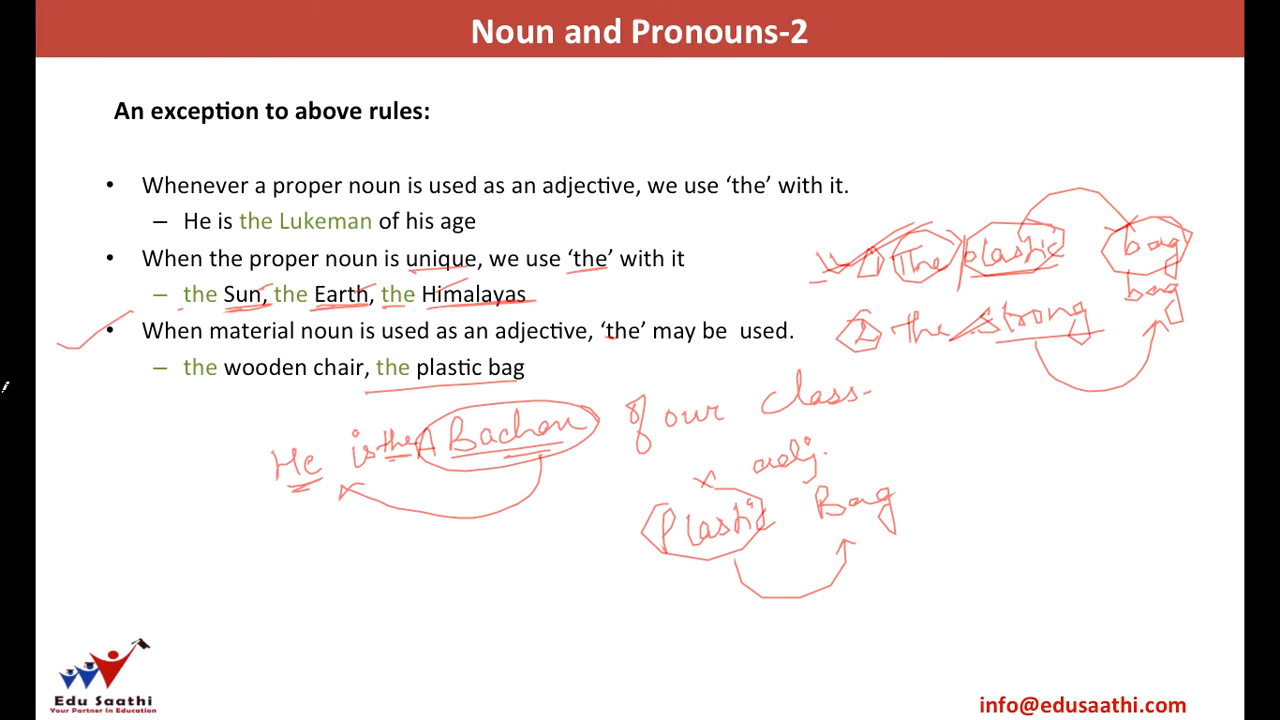 Noun and Pronouns-2
An exception to above rules:
• Whenever a proper noun is used as an adjective, we use ‘the’ with it.
– He is the Lukeman of his age
• When the proper noun is unique, we use ‘the’ with it
– the Sun, the Earth, the Himalayas
• When material noun is used as an adjective, ‘the’ may be used.
– the wooden chair, the plastic bag
1 The plastic bag
bag
2 the strong
He is the A Bachan of our class.
adj.
Plastic Bag
Edu Saathi
Your Partner in Education
info@edusaathi.com